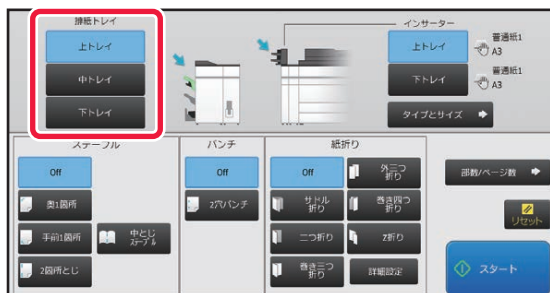 排紙トレイ
上トレイ
中トレイ
下トレイ
インサーター
上トレイ
普通紙1
A3
下トレイ
普通紙1
A3
タイプとサイズ
ステープル
Off
奥1箇所
手前1箇所
中とじ
ステープル
2箇所とじ
パンチ
Off
2穴パンチ
紙折り
Off
外三つ
折り
サドル
折り
巻き四つ
折り
二つ折り
Z折り
巻き三つ
折り
詳細設定
部数/ページ数
リセット
スタート